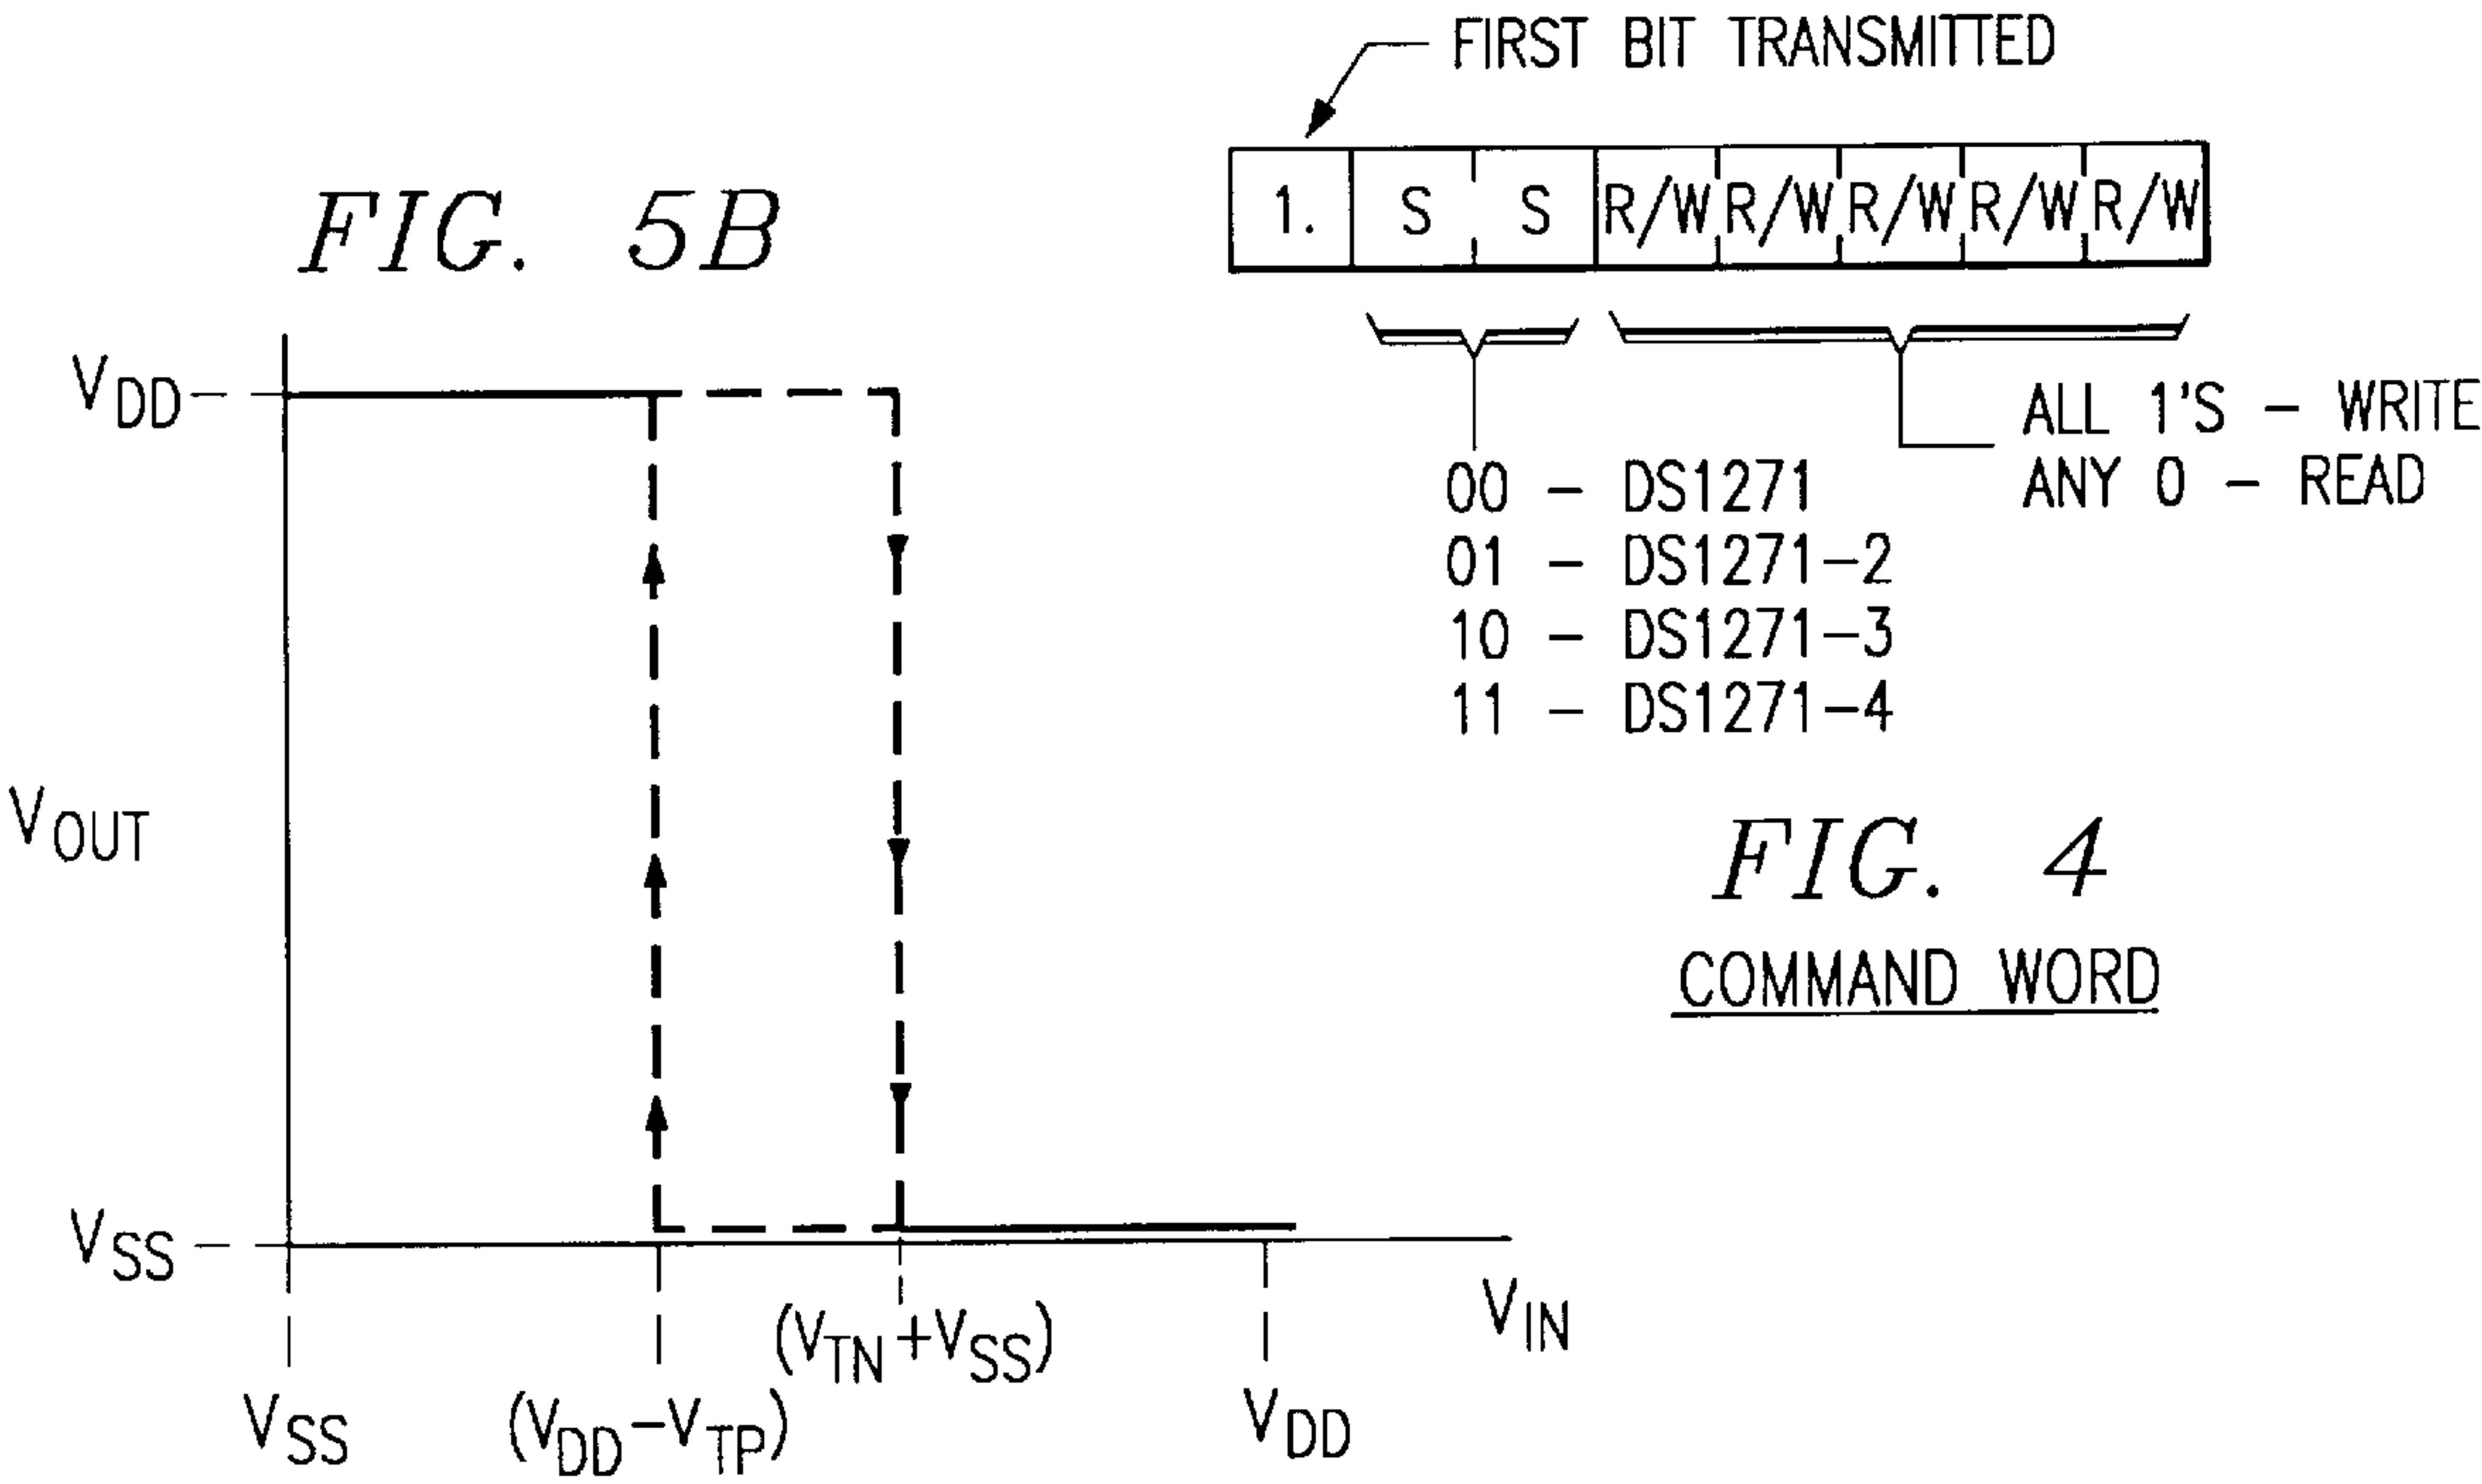 FIRST BIT TRANSMITTED
1. S S R/W R/W R/W R/W R/W
ALL 1'S - WRITE
ANY 0 - READ
00 - DS1271
01 - DS1271-2
10 - DS1271-3
11 - DS1271-4
FIG. 4
COMMAND WORD
FIG. 5B
VDD
VOUT
VSS
VIN
VSS
(VDD-VTP)
(VTN+VSS)
VDD